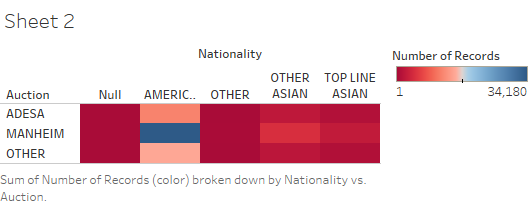 Sheet 2
Nationality
Auction Null AMERIC.. OTHER OTHER ASIAN TOP LINE ASIAN
ADESA
MANHEIM
OTHER
Sum of Number of Records (color) broken down by Nationality vs.
Auction.
Number of Records
1 34,180